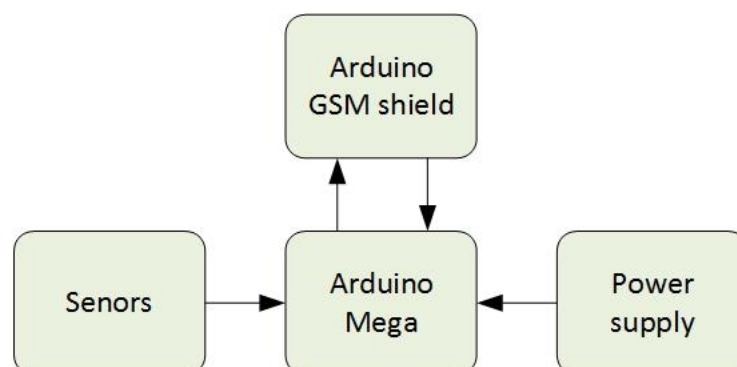 Arduino
GSM shield
Senors
Arduino
Mega
Power
supply